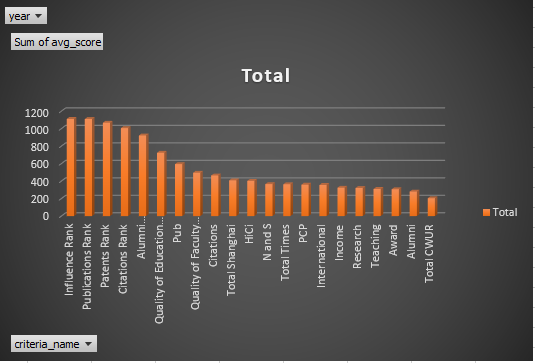 year
Sum of avg_score
Total
1200
1000
800
600
400
200
0
Influence Rank
Publications Rank
Patents Rank
Citations Rank
Alumni...
Quality of Education...
Pub
Quality of Faculty...
Citations
Total Shanghai
HiCi
N and S
Total Times
PCP
International
Income
Research
Teaching
Award
Alumni
Total CWUR
Total
criteria_name